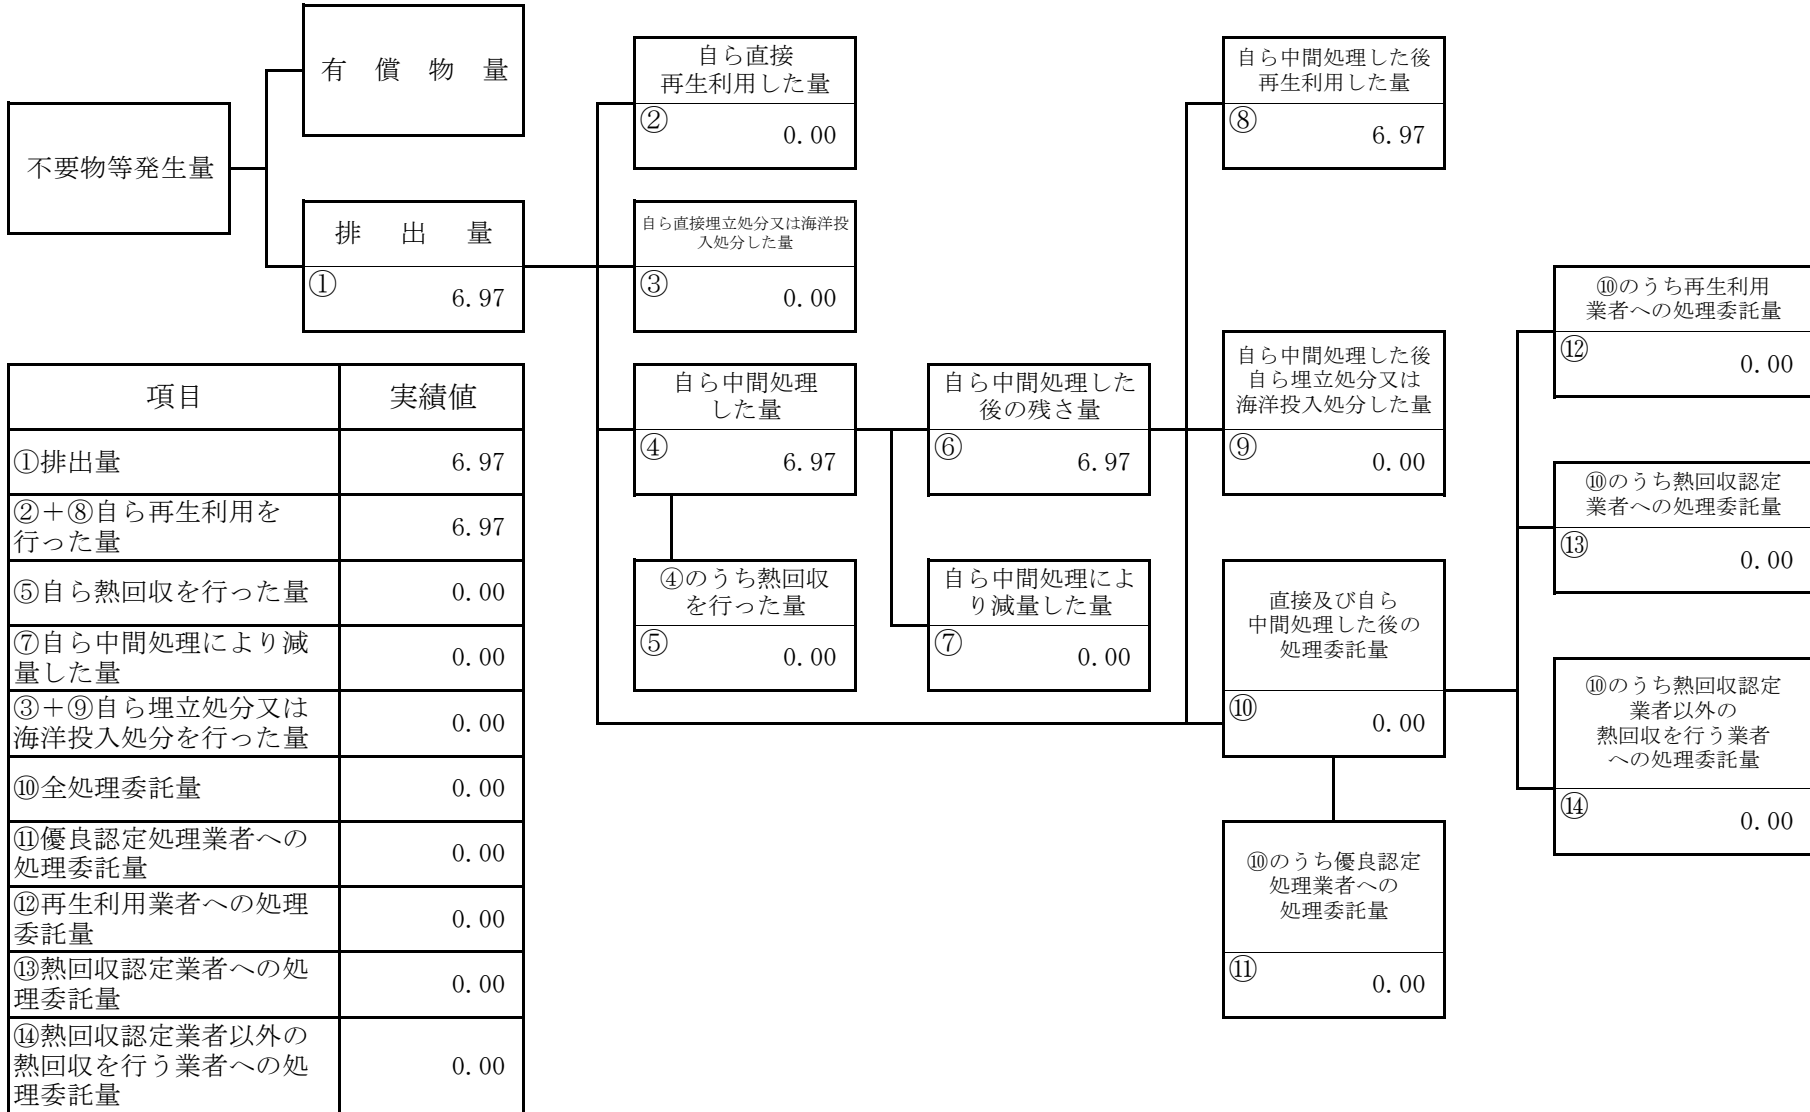 有償物量
不要物等発生量
排出量
①
6.97
自ら直接
再生利用した量
②
0.00
自ら直接埋立処分又は海洋投
入処分した量
③
0.00
自ら中間処理
した量
④
6.97
④のうち熱回収
を行った量
⑤
0.00
自ら中間処理した
後の残さ量
⑥
6.97
自ら中間処理によ
り減量した量
⑦
0.00
自ら中間処理した後
再生利用した量
⑧
6.97
自ら中間処理した後
自ら埋立処分又は
海洋投入処分した量
⑨
0.00
直接及び自ら
中間処理した後の
処理委託量
⑩
0.00
⑩のうち優良認定
処理業者への
処理委託量
⑪
0.00
⑩のうち再生利用
業者への処理委託量
⑫
0.00
⑩のうち熱回収認定
業者への処理委託量
⑬
0.00
⑩のうち熱回収認定
業者以外の
熱回収を行う業者
への処理委託量
⑭
0.00
項目 実績値
①排出量 6.97
②＋⑧自ら再生利用を
行った量 6.97
⑤自ら熱回収を行った量 0.00
⑦自ら中間処理により減
量した量 0.00
③＋⑨自ら埋立処分又は
海洋投入処分を行った量 0.00
⑩全処理委託量 0.00
⑪優良認定処理業者への
処理委託量 0.00
⑫再生利用業者への処理
委託量 0.00
⑬熱回収認定業者への処
理委託量 0.00
⑭熱回収認定業者以外の
熱回収を行う業者への処
理委託量 0.00